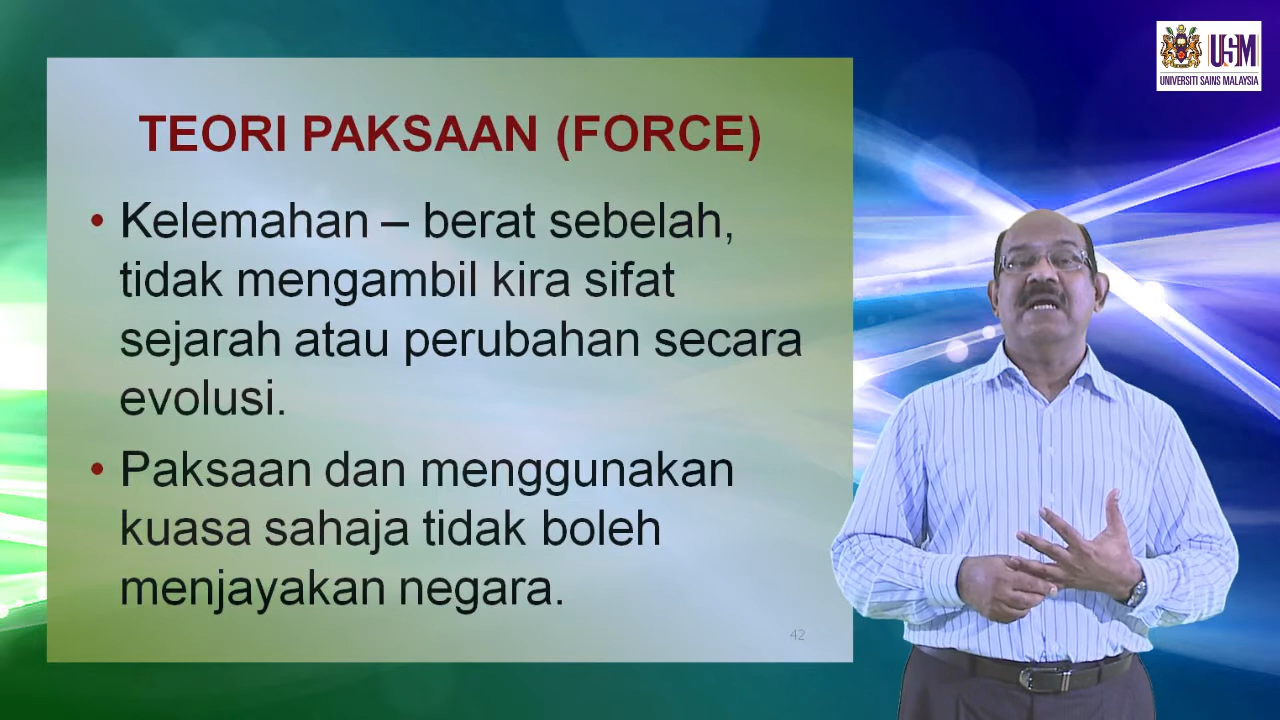 USM
UNIVERSITI SAINS MALAYSIA
TEORI PAKSAAN (FORCE)
• Kelemahan – berat sebelah,
tidak mengambil kira sifat
sejarah atau perubahan secara
evolusi.
• Paksaan dan menggunakan
kuasa sahaja tidak boleh
menjayakan negara.
42